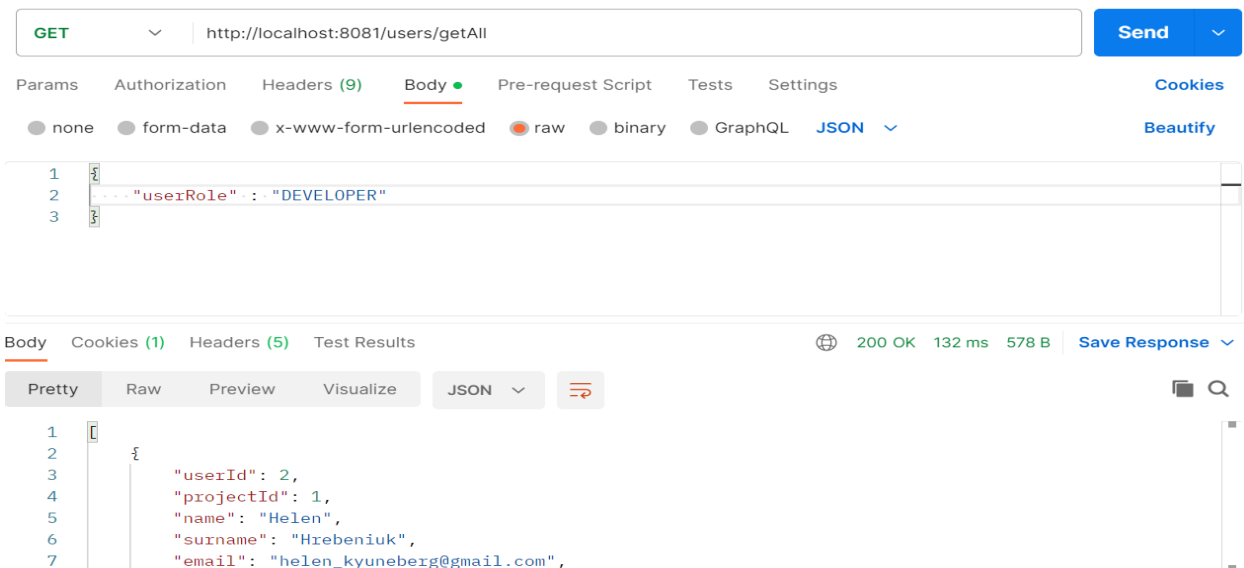 GET http://localhost:8081/users/getAll Send
Params Authorization Headers (9) Body Pre-request Script Tests Settings Cookies
none form-data x-www-form-urlencoded raw binary GraphQL JSON Beautify
1 {
2 "userRole" : "DEVELOPER"
3 }
Body Cookies (1) Headers (5) Test Results 200 OK 132 ms 578 B Save Response
Pretty Raw Preview Visualize JSON
1 [
2 {
3 "userId": 2,
4 "projectId": 1,
5 "name": "Helen",
6 "surname": "Hrebeniuk",
7 "email": "helen_kyuneberg@gmail.com",